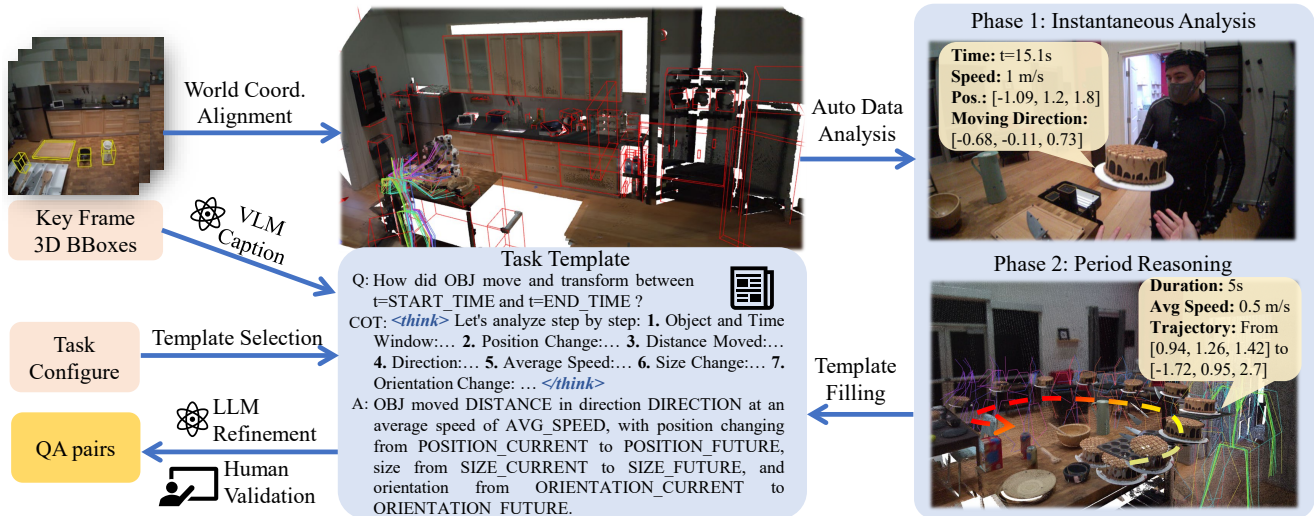 Key Frame
3D BBoxes
World Coord.
Alignment
VLM
Caption
Task
Configure
Template Selection
QA pairs
LLM
Refinement
Human
Validation
Task Template
Q: How did OBJ move and transform between
t=START_TIME and t=END_TIME ?
COT: <think> Let's analyze step by step: 1. Object and Time
Window:… 2. Position Change:… 3. Distance Moved:…
4. Direction:… 5. Average Speed:… 6. Size Change:… 7.
Orientation Change: … </think>
A: OBJ moved DISTANCE in direction DIRECTION at an
average speed of AVG_SPEED, with position changing
from POSITION_CURRENT to POSITION_FUTURE,
size from SIZE_CURRENT to SIZE_FUTURE, and
orientation from ORIENTATION_CURRENT to
ORIENTATION_FUTURE.
Auto Data
Analysis
Template
Filling
Phase 1: Instantaneous Analysis
Time: t=15.1s
Speed: 1 m/s
Pos.: [-1.09, 1.2, 1.8]
Moving Direction:
[-0.68, -0.11, 0.73]
Phase 2: Period Reasoning
Duration: 5s
Avg Speed: 0.5 m/s
Trajectory: From
[0.94, 1.26, 1.42] to
[-1.72, 0.95, 2.7]